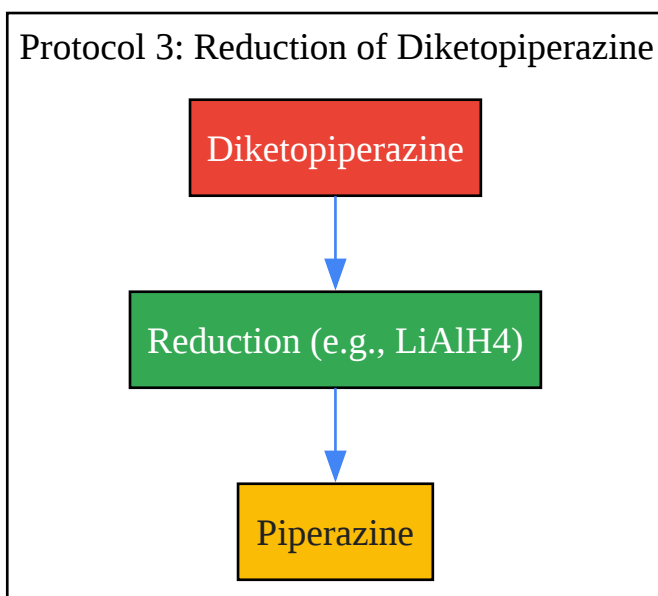 Protocol 3: Reduction of Diketopiperazine
Diketopiperazine
Reduction (e.g., LiAlH4)
Piperazine